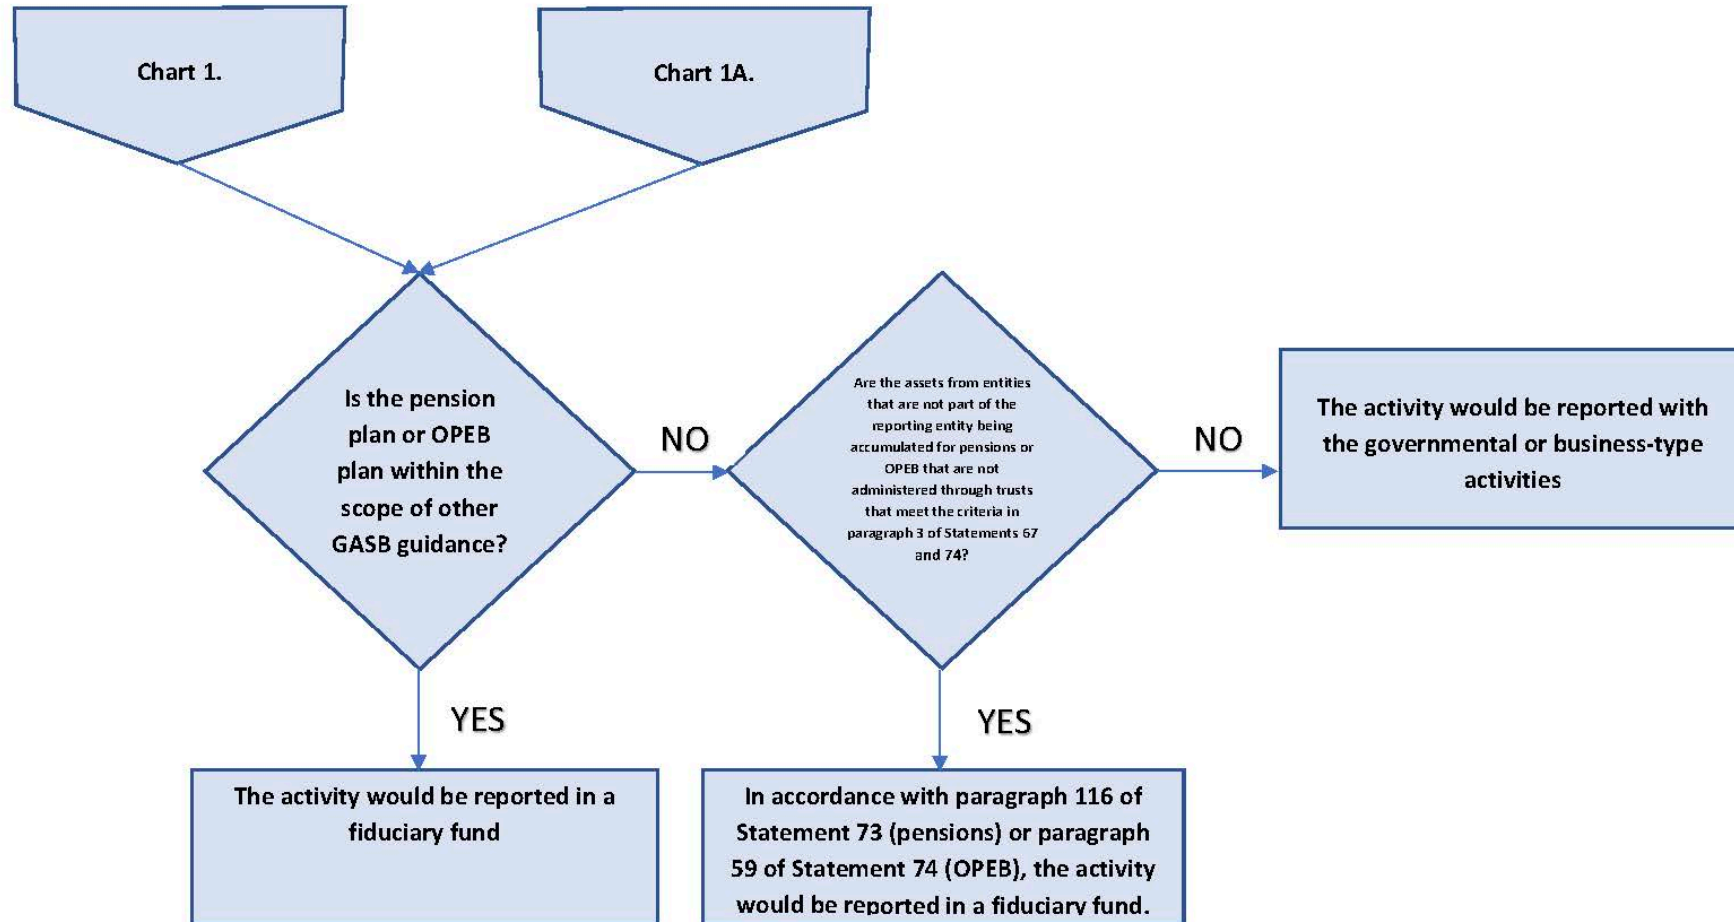 Chart 1.
Chart 1A.
Is the pension
plan or OPEB
plan within the
scope of other
GASB guidance?
NO
Are the assets from entities
that are not part of the
reporting entity being
accumulated for pensions or
OPEB that are not
administered through trusts
that meet the criteria in
paragraph 3 of Statements 67
and 74?
NO
The activity would be reported with
the governmental or business-type
activities
YES
YES
The activity would be reported in a
fiduciary fund
In accordance with paragraph 116 of
Statement 73 (pensions) or paragraph
59 of Statement 74 (OPEB), the activity
would be reported in a fiduciary fund.